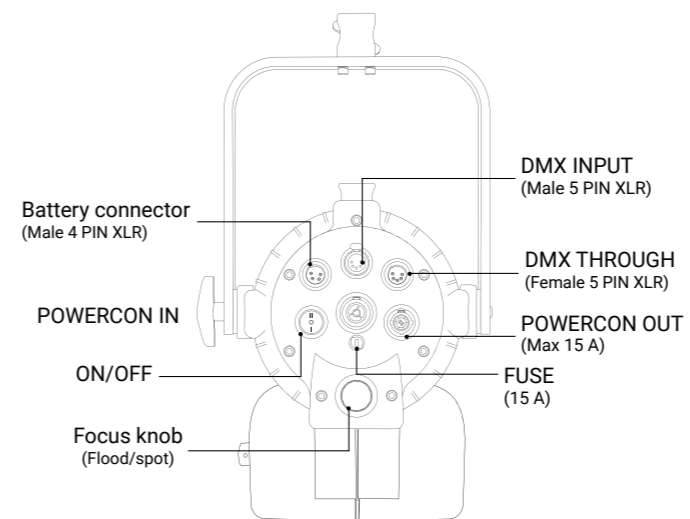 DMX INPUT
(Male 5 PIN XLR)
Battery connector
(Male 4 PIN XLR)
DMX THROUGH
(Female 5 PIN XLR)
POWERCON IN
POWERCON OUT
(Max 15 A)
ON/OFF
FUSE
(15 A)
Focus knob
(Flood/spot)
II
O
I